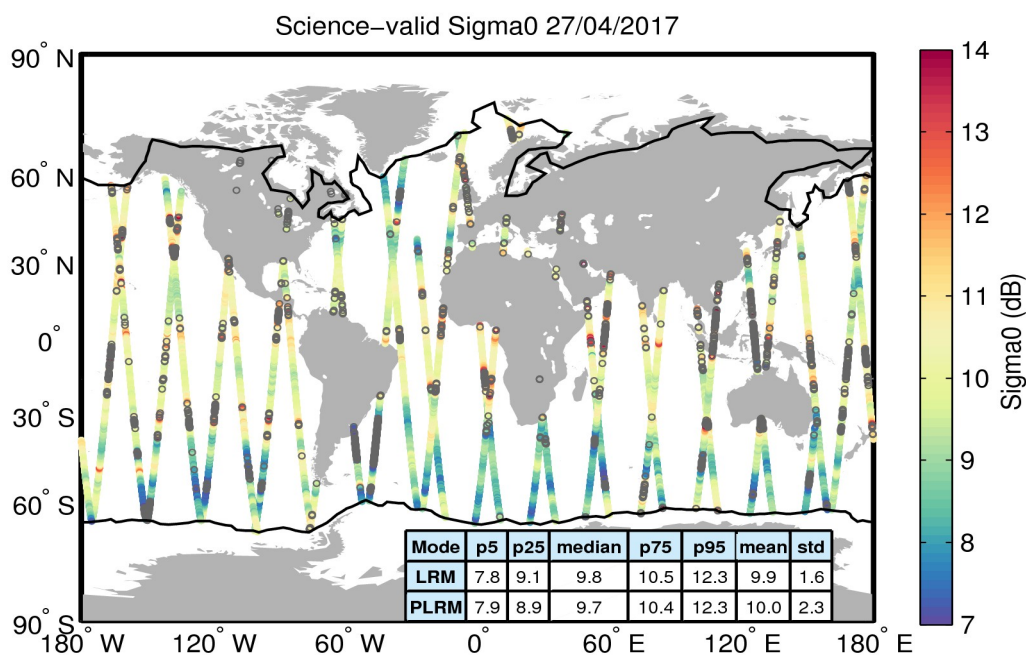 Science−valid Sigma0 27/04/2017
90° N
60° N
30° N
0°
30° S
60° S
90° S
180° W
120° W
60° W
0°
60° E
120° E
180° E
14
13
12
11
10
9
8
7
Sigma0 (dB)
Mode p5 p25 median p75 p95 mean std
LRM 7.8 9.1 9.8 10.5 12.3 9.9 1.6
PLRM 7.9 8.9 9.7 10.4 12.3 10.0 2.3